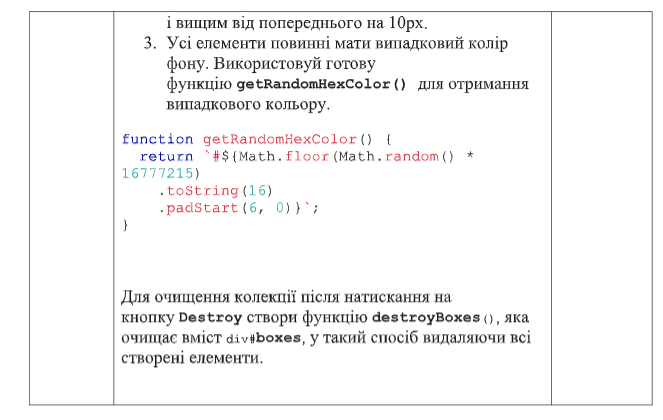 і вищим від попереднього на 10px.
3. Усі елементи повинні мати випадковий колір
фону. Використовуй готову
функцію getRandomHexColor() для отримання
випадкового кольору.
function getRandomHexColor() {
  return `#${Math.floor(Math.random() *
16777215)
    .toString(16)
    .padStart(6, 0)}`;
}
Для очищення колекції після натискання на
кнопку Destroy створи функцію destroyBoxes(), яка
очищає вміст div#boxes, у такий спосіб видаляючи всі
створені елементи.